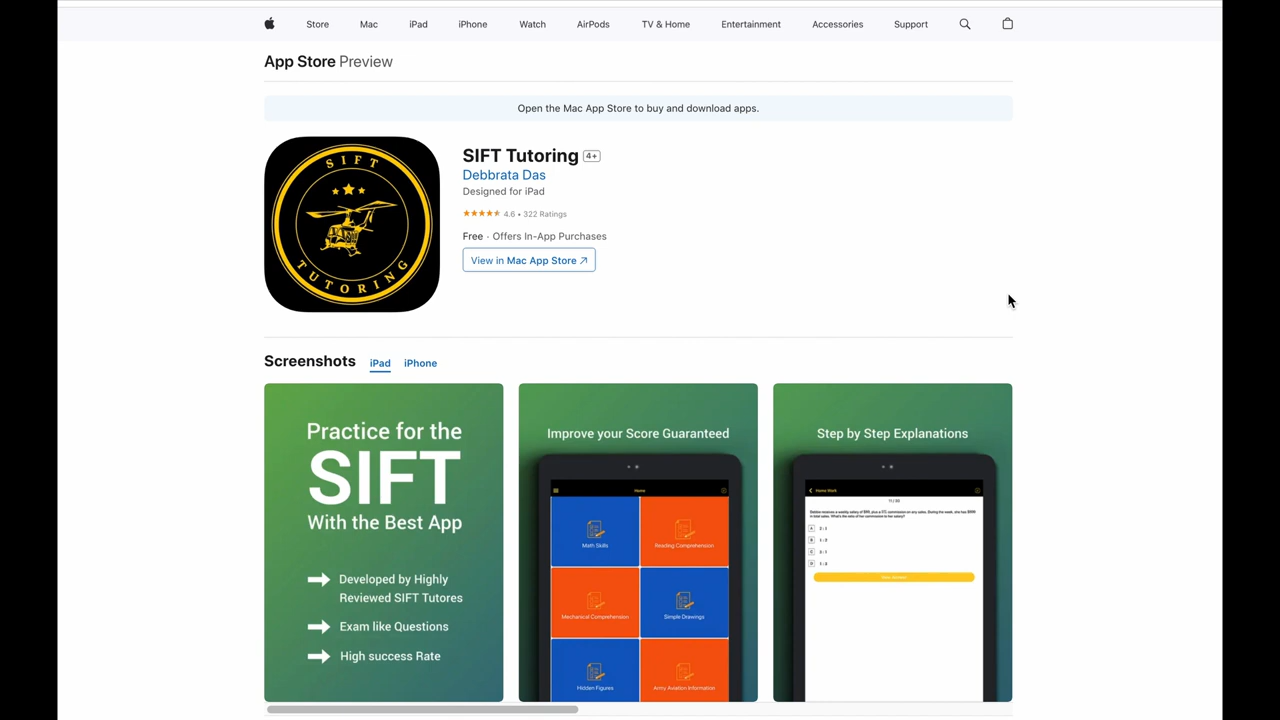 Store Mac iPad iPhone Watch AirPods TV & Home Entertainment Accessories Support
App Store Preview
Open the Mac App Store to buy and download apps.
SIFT
TUTORING
SIFT Tutoring 4+
Debbrata Das
Designed for iPad
4.6 • 322 Ratings
Free · Offers In-App Purchases
View in Mac App Store ↗
Screenshots iPad iPhone
Practice for the
SIFT
With the Best App
Developed by Highly
Reviewed SIFT Tutores
Exam like Questions
High success Rate
Improve your Score Guaranteed
Home
Math Skills
Reading Comprehension
Mechanical Comprehension
Simple Drawings
Hidden Figures
Army Aviation Information
Step by Step Explanations
Home Work
11 / 20